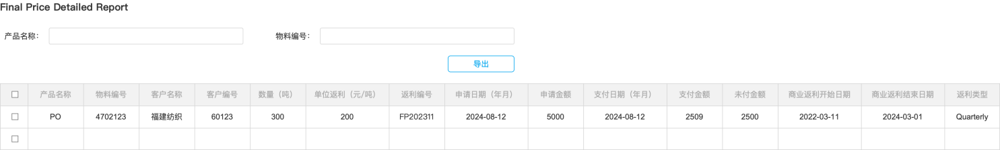 Final Price Detailed Report
产品名称: 物料编号:
导出
产品名称 物料编号 客户名称 客户编号 数量（吨） 单位返利（元/吨） 返利编号 申请日期（年月） 申请金额 支付日期（年月） 支付金额 未付金额 商业返利开始日期 商业返利结束日期 返利类型
PO 4702123 福建纺织 60123 300 200 FP202311 2024-08-12 5000 2024-08-12 2509 2500 2022-03-11 2024-03-01 Quarterly